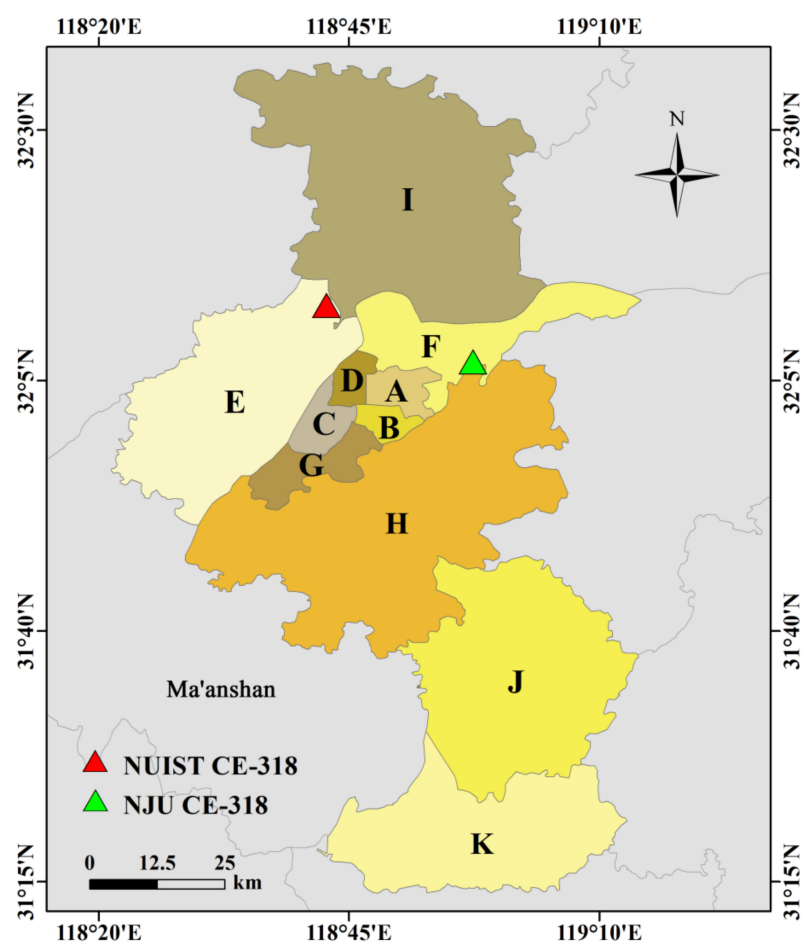 118°20'E 118°45'E 119°10'E
N
32°30'N 32°30'N
I
F
32°5'N 32°5'N
D
A
E
C
B
G
H
31°40'N 31°40'N
J
Ma'anshan
NUIST CE-318
NJU CE-318
K
0 12.5 25
km
31°15'N 31°15'N
118°20'E 118°45'E 119°10'E